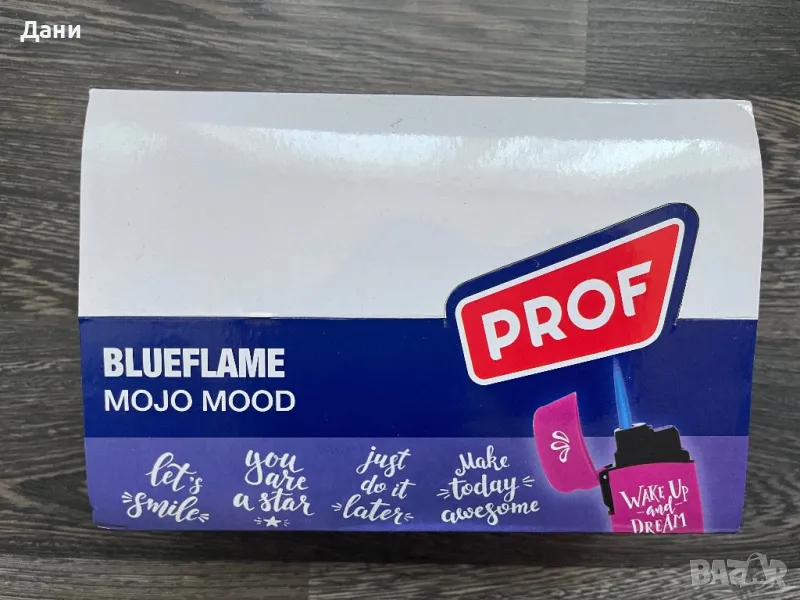 Дани
PROF
BLUEFLAME
MOJO MOOD
let's
smile
you
are
a star
just
do it
later
Make
today
awesome
WAKE UP
and
DREAM
BAZAR